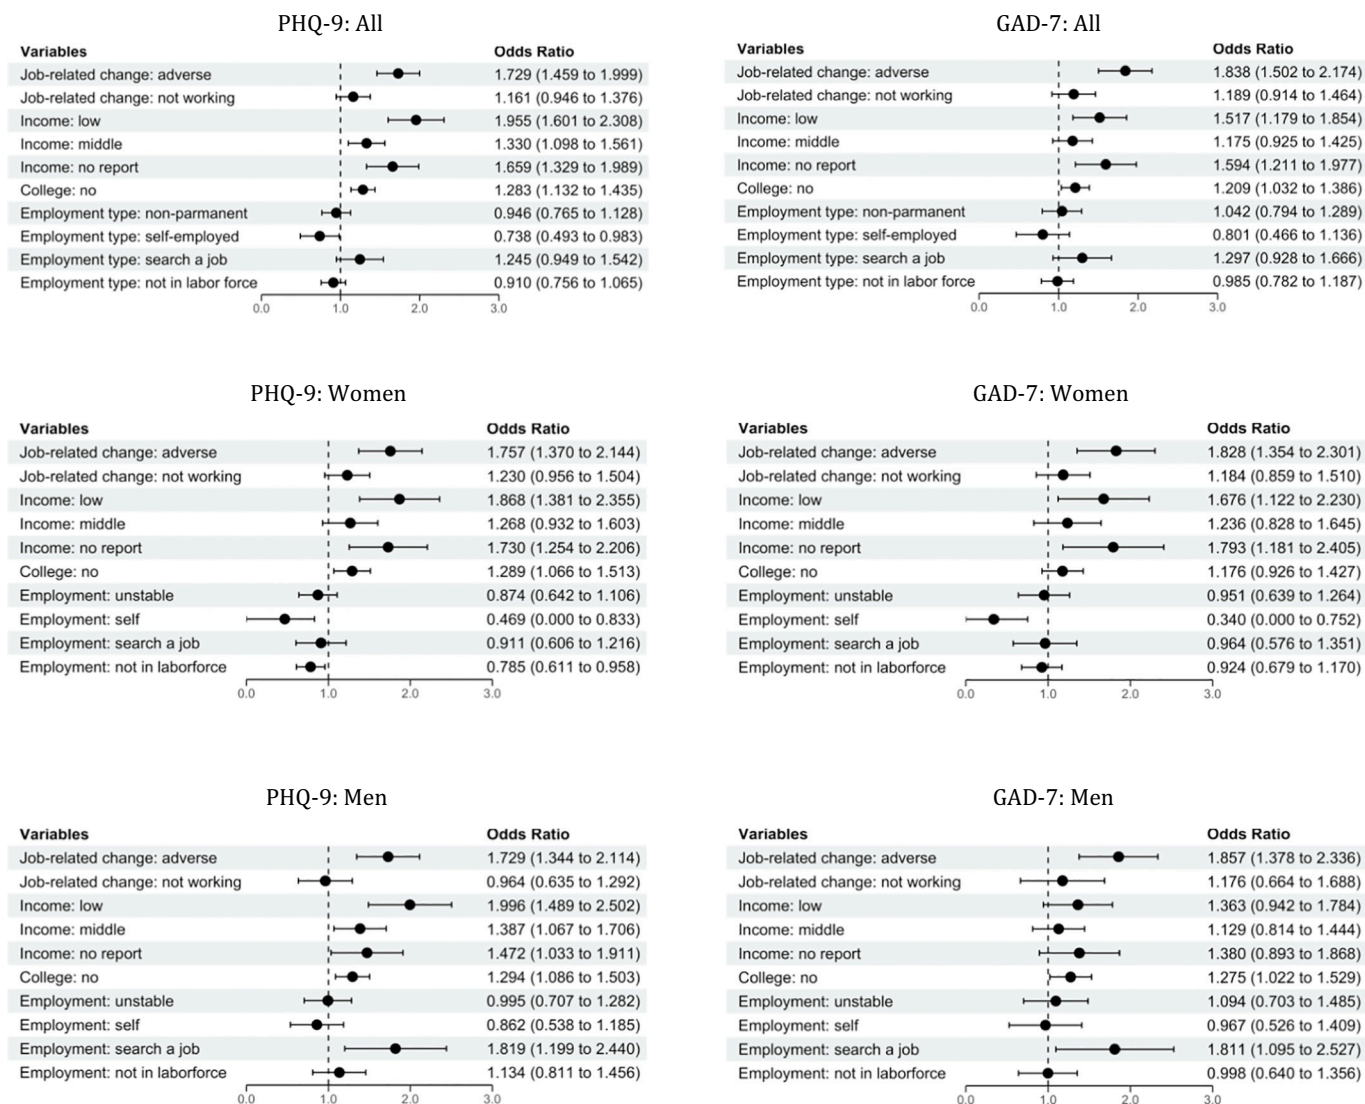 PHQ-9: All
Variables Odds Ratio
Job-related change: adverse 1.729 (1.459 to 1.999)
Job-related change: not working 1.161 (0.946 to 1.376)
Income: low 1.955 (1.601 to 2.308)
Income: middle 1.330 (1.098 to 1.561)
Income: no report 1.659 (1.329 to 1.989)
College: no 1.283 (1.132 to 1.435)
Employment type: non-parmanent 0.946 (0.765 to 1.128)
Employment type: self-employed 0.738 (0.493 to 0.983)
Employment type: search a job 1.245 (0.949 to 1.542)
Employment type: not in labor force 0.910 (0.756 to 1.065)
0.0 1.0 2.0 3.0
GAD-7: All
Variables Odds Ratio
Job-related change: adverse 1.838 (1.502 to 2.174)
Job-related change: not working 1.189 (0.914 to 1.464)
Income: low 1.517 (1.179 to 1.854)
Income: middle 1.175 (0.925 to 1.425)
Income: no report 1.594 (1.211 to 1.977)
College: no 1.209 (1.032 to 1.386)
Employment type: non-parmanent 1.042 (0.794 to 1.289)
Employment type: self-employed 0.801 (0.466 to 1.136)
Employment type: search a job 1.297 (0.928 to 1.666)
Employment type: not in labor force 0.985 (0.782 to 1.187)
0.0 1.0 2.0 3.0
PHQ-9: Women
Variables Odds Ratio
Job-related change: adverse 1.757 (1.370 to 2.144)
Job-related change: not working 1.230 (0.956 to 1.504)
Income: low 1.868 (1.381 to 2.355)
Income: middle 1.268 (0.932 to 1.603)
Income: no report 1.730 (1.254 to 2.206)
College: no 1.289 (1.066 to 1.513)
Employment: unstable 0.874 (0.642 to 1.106)
Employment: self 0.469 (0.000 to 0.833)
Employment: search a job 0.911 (0.606 to 1.216)
Employment: not in laborforce 0.785 (0.611 to 0.958)
0.0 1.0 2.0 3.0
GAD-7: Women
Variables Odds Ratio
Job-related change: adverse 1.828 (1.354 to 2.301)
Job-related change: not working 1.184 (0.859 to 1.510)
Income: low 1.676 (1.122 to 2.230)
Income: middle 1.236 (0.828 to 1.645)
Income: no report 1.793 (1.181 to 2.405)
College: no 1.176 (0.926 to 1.427)
Employment: unstable 0.951 (0.639 to 1.264)
Employment: self 0.340 (0.000 to 0.752)
Employment: search a job 0.964 (0.576 to 1.351)
Employment: not in laborforce 0.924 (0.679 to 1.170)
0.0 1.0 2.0 3.0
PHQ-9: Men
Variables Odds Ratio
Job-related change: adverse 1.729 (1.344 to 2.114)
Job-related change: not working 0.964 (0.635 to 1.292)
Income: low 1.996 (1.489 to 2.502)
Income: middle 1.387 (1.067 to 1.706)
Income: no report 1.472 (1.033 to 1.911)
College: no 1.294 (1.086 to 1.503)
Employment: unstable 0.995 (0.707 to 1.282)
Employment: self 0.862 (0.538 to 1.185)
Employment: search a job 1.819 (1.199 to 2.440)
Employment: not in laborforce 1.134 (0.811 to 1.456)
0.0 1.0 2.0 3.0
GAD-7: Men
Variables Odds Ratio
Job-related change: adverse 1.857 (1.378 to 2.336)
Job-related change: not working 1.176 (0.664 to 1.688)
Income: low 1.363 (0.942 to 1.784)
Income: middle 1.129 (0.814 to 1.444)
Income: no report 1.380 (0.893 to 1.868)
College: no 1.275 (1.022 to 1.529)
Employment: unstable 1.094 (0.703 to 1.485)
Employment: self 0.967 (0.526 to 1.409)
Employment: search a job 1.811 (1.095 to 2.527)
Employment: not in laborforce 0.998 (0.640 to 1.356)
0.0 1.0 2.0 3.0